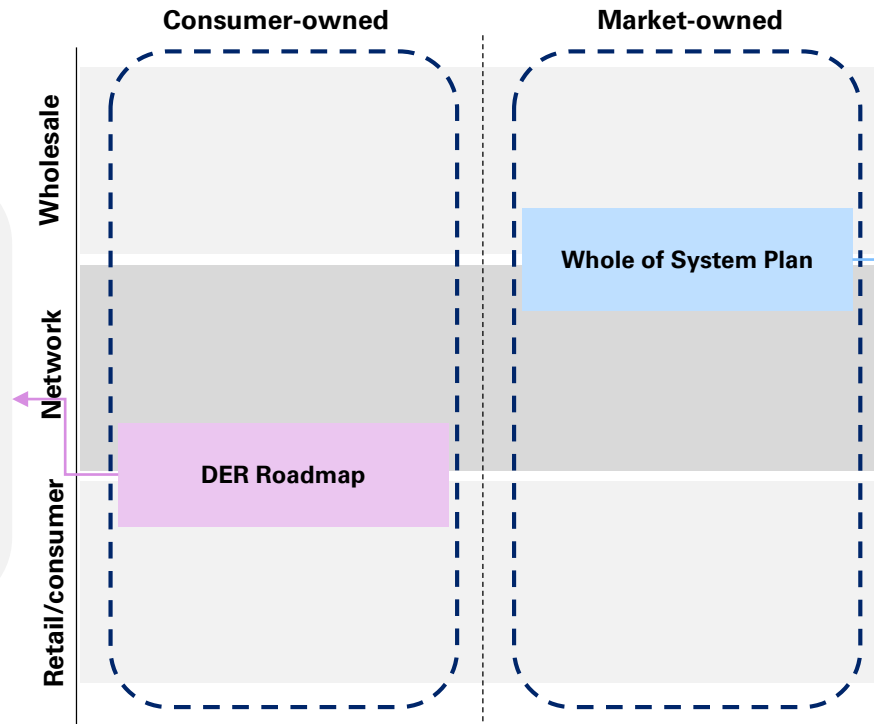 Consumer-owned
Market-owned
Wholesale
Whole of System Plan
Network
DER Roadmap
Retail/consumer